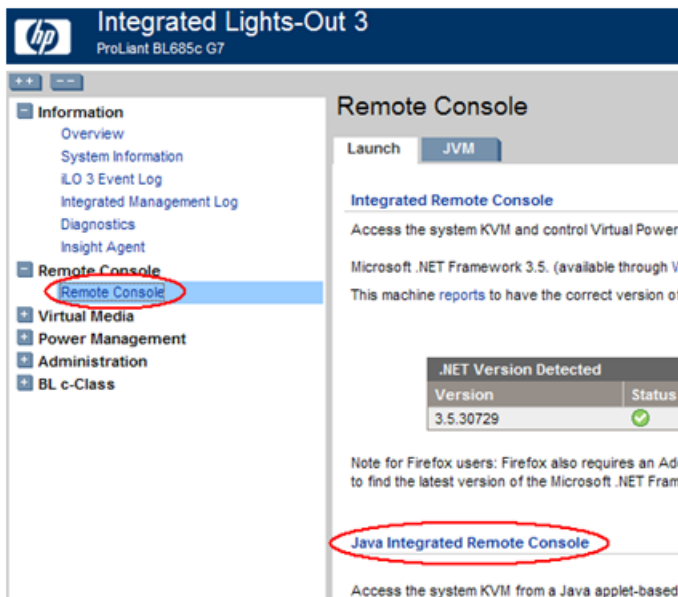 hp
Integrated Lights-Out 3
ProLiant BL685c G7
++ --
Information
Overview
System Information
iLO 3 Event Log
Integrated Management Log
Diagnostics
Insight Agent
Remote Console
Remote Console
Virtual Media
Power Management
Administration
BL c-Class
Remote Console
Launch JVM
Integrated Remote Console
Access the system KVM and control Virtual Power
Microsoft .NET Framework 3.5. (available through
This machine reports to have the correct version of
.NET Version Detected
Version Status
3.5.30729
Note for Firefox users: Firefox also requires an
to find the latest version of the Microsoft .NET
Java Integrated Remote Console
Access the system KVM from a Java applet-based